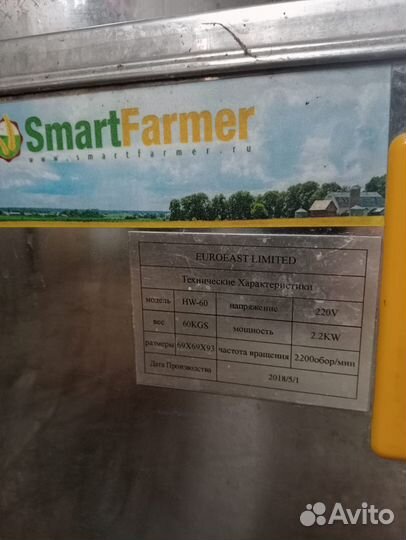 SmartFarmer
www.smartfarmer.ru
EUROEAST LIMITED
Технические Характеристики
модель HW-60 напряжение 220V
вес 60KGS мощность 2.2KW
размеры 69X69X93 частота вращения 2200обор/мин
Дата Производства 2018/5/1
Avito